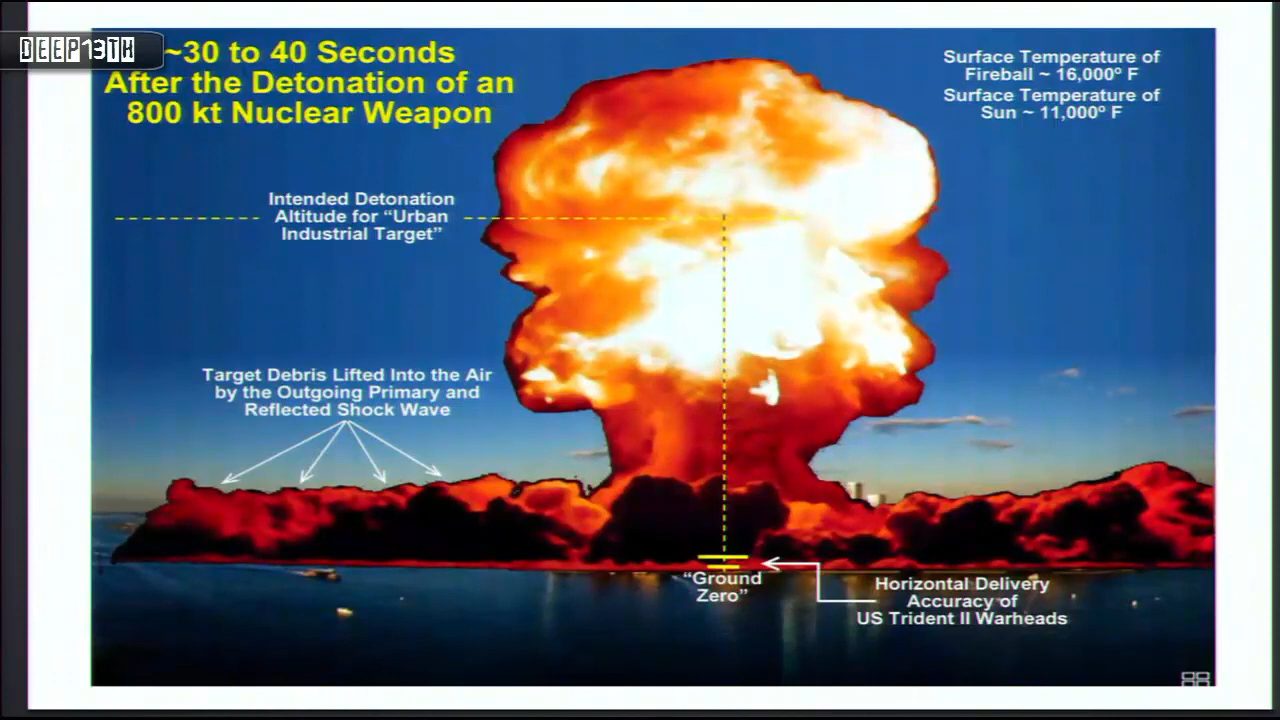 DEEP13TH
~30 to 40 Seconds
After the Detonation of an
800 kt Nuclear Weapon
Surface Temperature of
Fireball ~ 16,000º F
Surface Temperature of
Sun ~ 11,000º F
Intended Detonation
Altitude for “Urban
Industrial Target”
Target Debris Lifted Into the Air
by the Outgoing Primary and
Reflected Shock Wave
“Ground
Zero”
Horizontal Delivery
Accuracy of
US Trident II Warheads